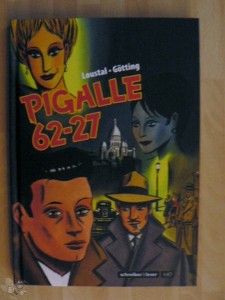 Loustal • Götting
PIGALLE
62-27
schreiber&leser